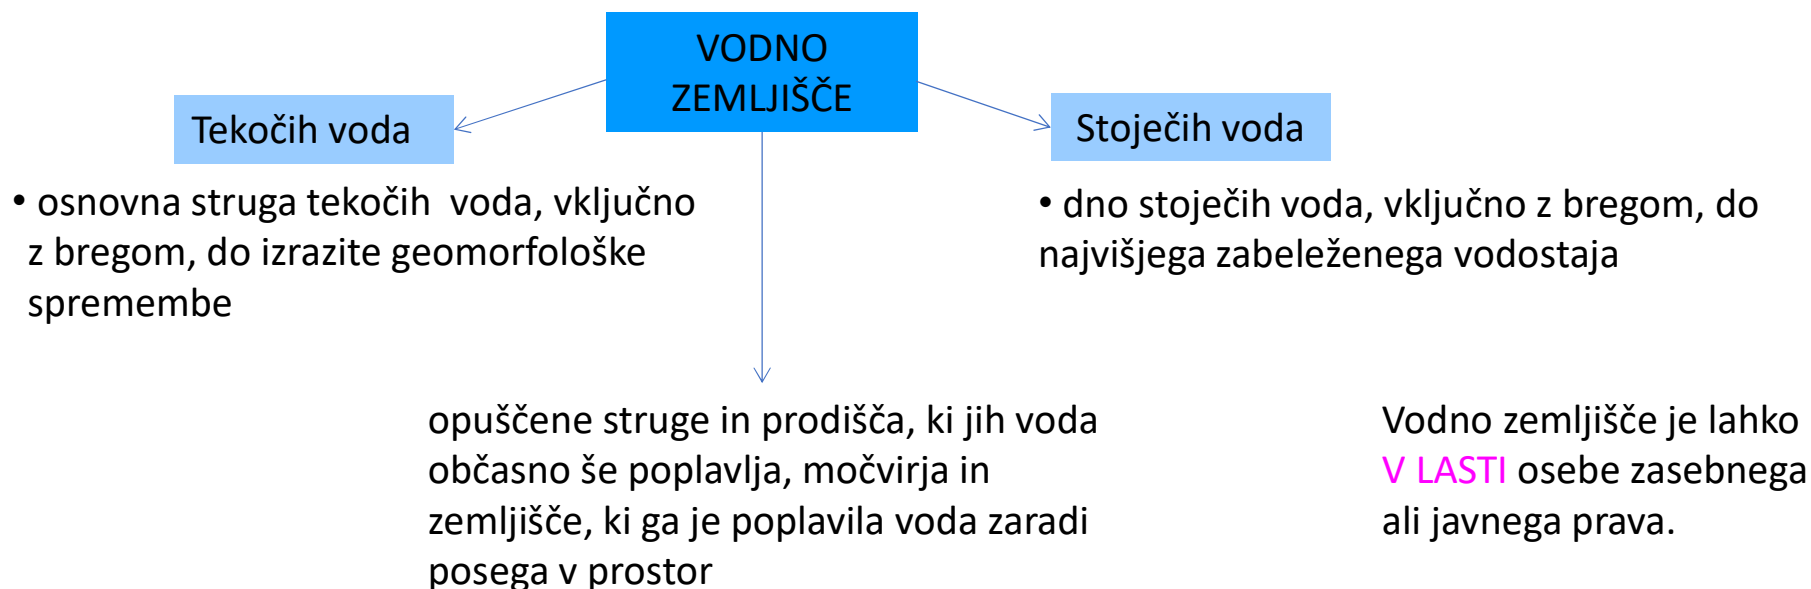 VODNO
ZEMLJIŠČE
Tekočih voda
Stoječih voda
• osnovna struga tekočih voda, vključno
z bregom, do izrazite geomorfološke
spremembe
• dno stoječih voda, vključno z bregom, do
najvišjega zabeleženega vodostaja
opuščene struge in prodišča, ki jih voda
občasno še poplavlja, močvirja in
zemljišče, ki ga je poplavila voda zaradi
posega v prostor
Vodno zemljišče je lahko
V LASTI osebe zasebnega
ali javnega prava.